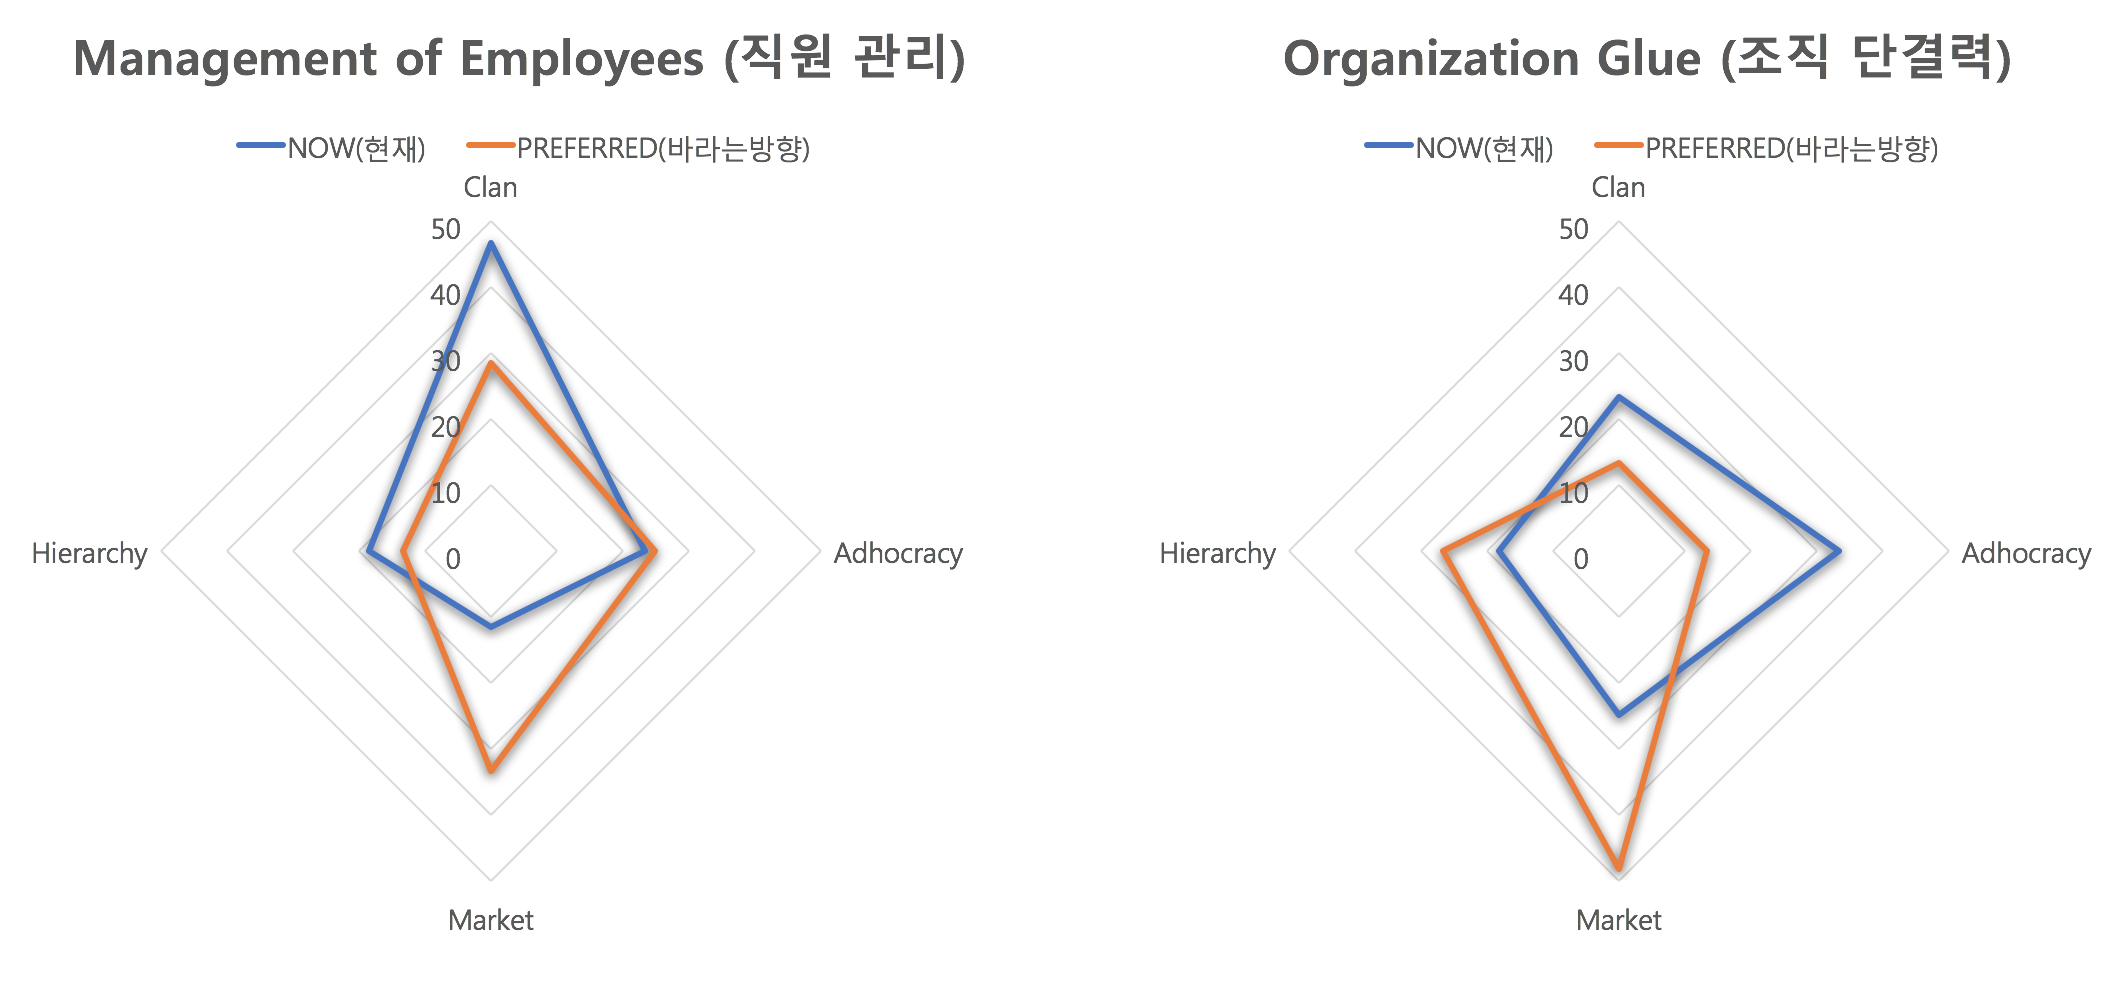 Management of Employees (직원 관리)
NOW(현재) PREFERRED(바라는방향)
Clan
50
40
30
20
10
0
Hierarchy
Adhocracy
Market
Organization Glue (조직 단결력)
NOW(현재) PREFERRED(바라는방향)
Clan
50
40
30
20
10
0
Hierarchy
Adhocracy
Market